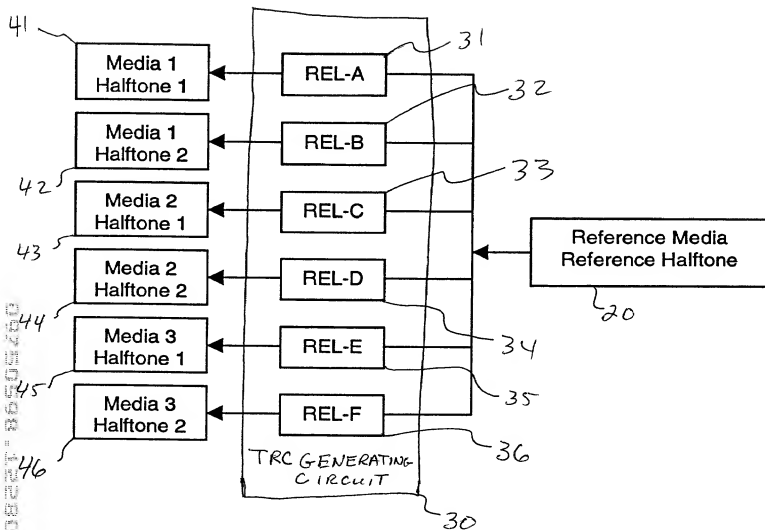 41
Media 1
Halftone 1
REL-A
31
Media 1
Halftone 2
42
REL-B
32
Media 2
Halftone 1
43
REL-C
33
Reference Media
Reference Halftone
20
Media 2
Halftone 2
44
REL-D
34
Media 3
Halftone 1
45
REL-E
35
Media 3
Halftone 2
46
REL-F
36
TRC GENERATING
CIRCUIT
30